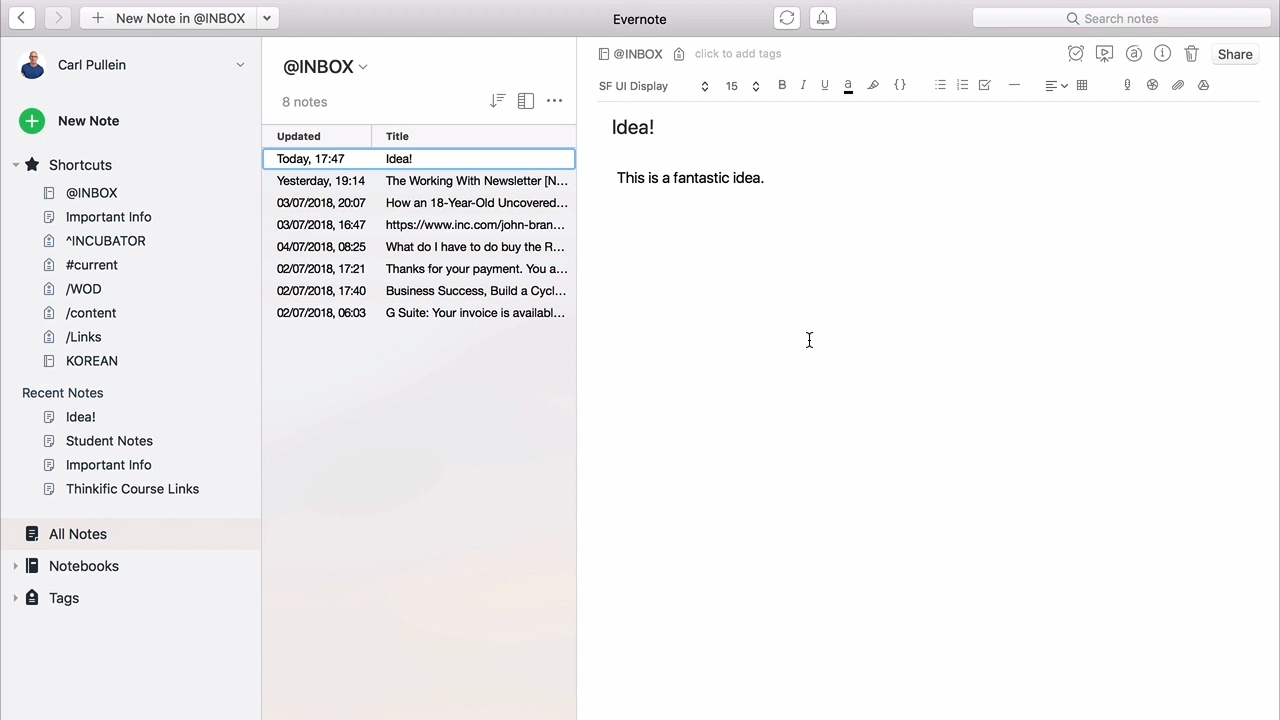 New Note in @INBOX
Evernote
Search notes
Carl Pullein
New Note
Shortcuts
@INBOX
Important Info
^INCUBATOR
#current
/WOD
/content
/Links
KOREAN
Recent Notes
Idea!
Student Notes
Important Info
Thinkific Course Links
All Notes
Notebooks
Tags
@INBOX
8 notes
Updated Title
Today, 17:47 Idea!
Yesterday, 19:14 The Working With Newsletter [N...
03/07/2018, 20:07 How an 18-Year-Old Uncovered...
03/07/2018, 16:47 https://www.inc.com/john-bran...
04/07/2018, 08:25 What do I have to do buy the R...
02/07/2018, 17:21 Thanks for your payment. You a...
02/07/2018, 17:40 Business Success, Build a Cycl...
02/07/2018, 06:03 G Suite: Your invoice is availabl...
@INBOX click to add tags
Share
SF UI Display 15 B I U a {}
Idea!
This is a fantastic idea.